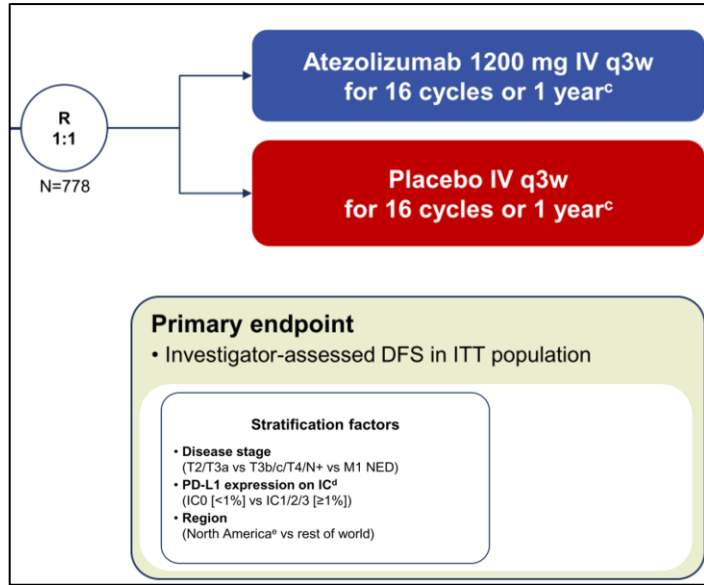 Atezolizumab 1200 mg IV q3w
for 16 cycles or 1 yearᶜ
R
1:1
N=778
Placebo IV q3w
for 16 cycles or 1 yearᶜ
Primary endpoint
• Investigator-assessed DFS in ITT population
Stratification factors
• Disease stage
(T2/T3a vs T3b/c/T4/N+ vs M1 NED)
• PD-L1 expression on ICᵈ
(IC0 [<1%] vs IC1/2/3 [≥1%])
• Region
(North Americaᵉ vs rest of world)